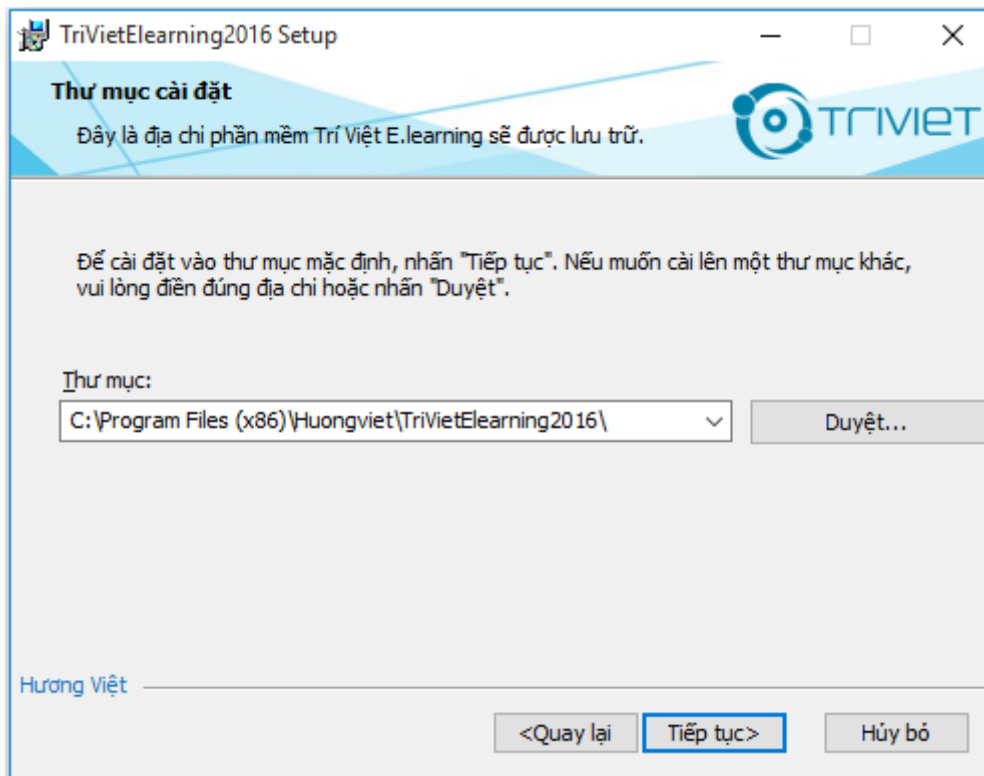 TriVietElearning2016 Setup
Thư mục cài đặt
Đây là địa chỉ phần mềm Trí Việt E.learning sẽ được lưu trữ.
TRIVIET
Để cài đặt vào thư mục mặc định, nhấn "Tiếp tục". Nếu muốn cài lên một thư mục khác,
vui lòng điền đúng địa chỉ hoặc nhấn "Duyệt".
Thư mục:
C:\Program Files (x86)\Huongviet\TriVietElearning2016\
Duyệt...
Hương Việt
<Quay lại
Tiếp tục>
Hủy bỏ